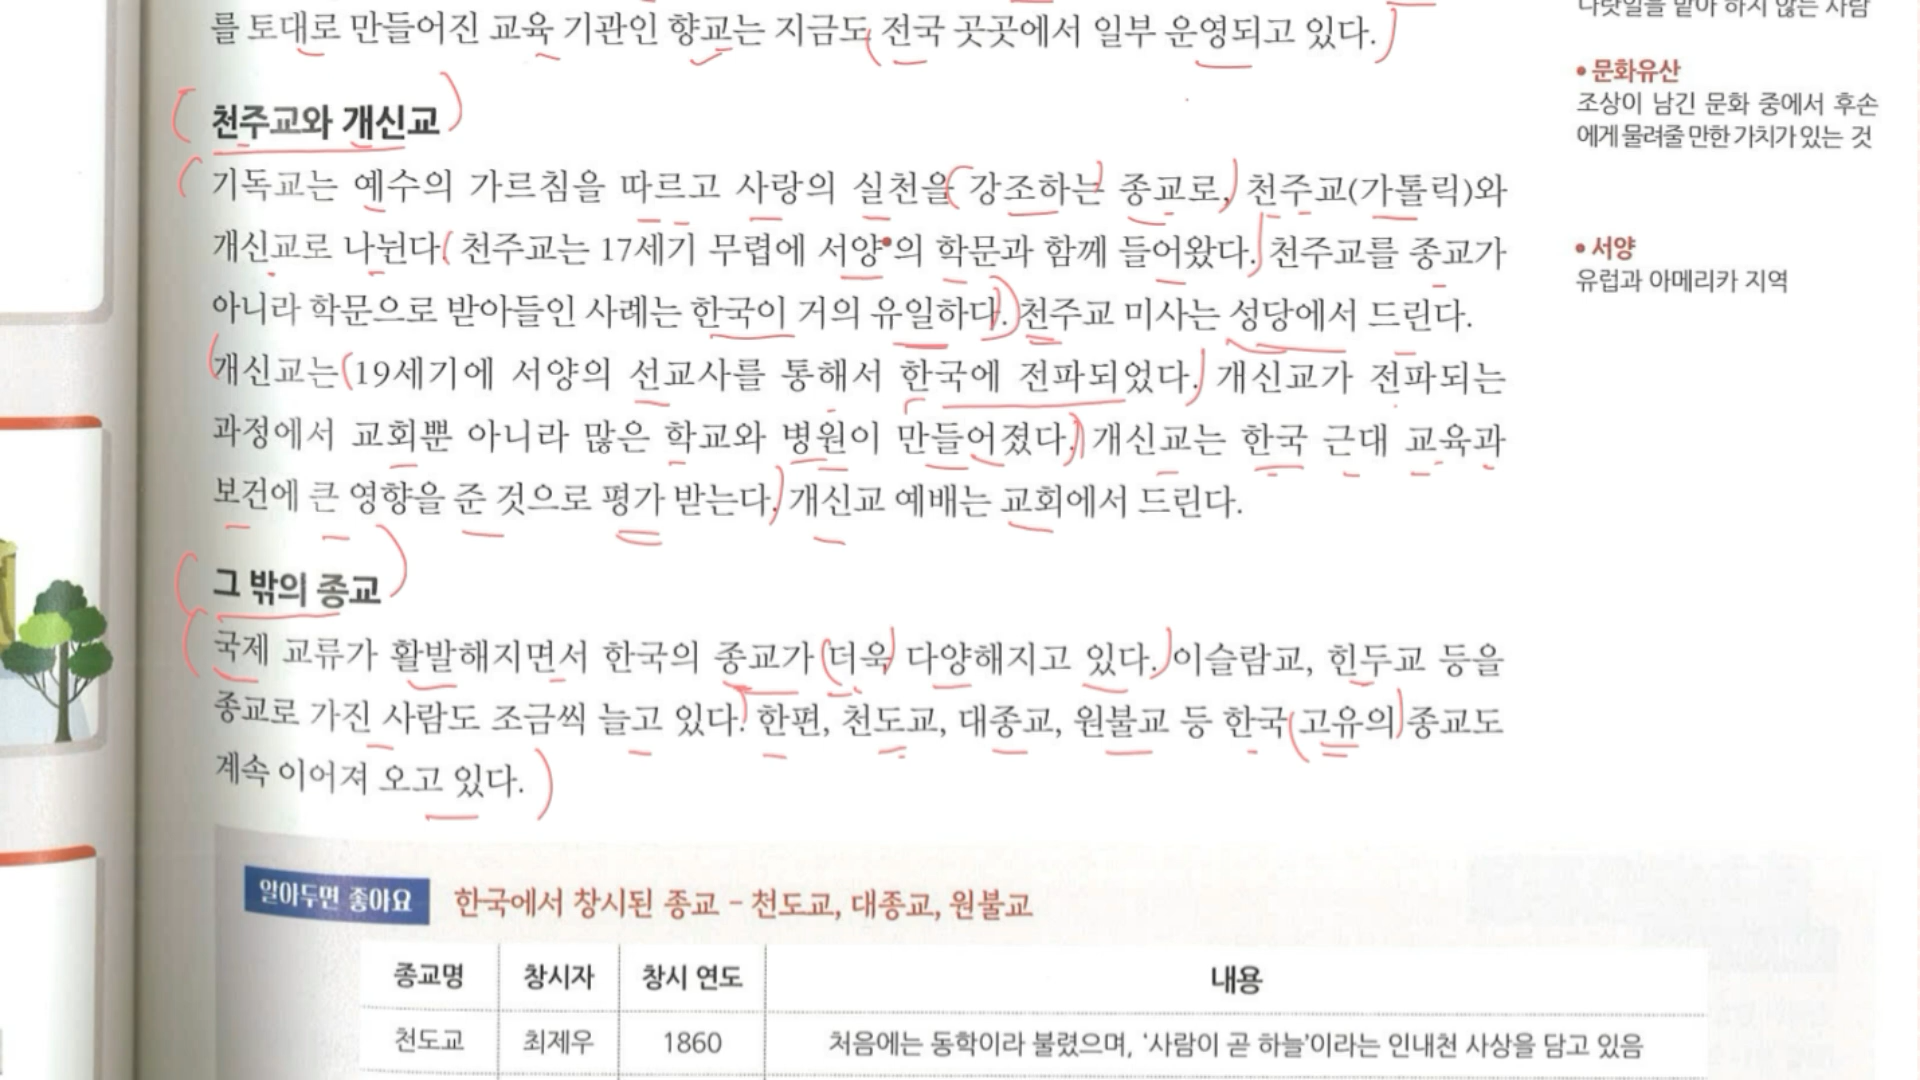 를 토대로 만들어진 교육 기관인 향교는 지금도 전국 곳곳에서 일부 운영되고 있다.
천주교와 개신교
기독교는 예수의 가르침을 따르고 사랑의 실천을 강조하는 종교로, 천주교(가톨릭)와
개신교로 나뉜다. 천주교는 17세기 무렵에 서양•의 학문과 함께 들어왔다. 천주교를 종교가
아니라 학문으로 받아들인 사례는 한국이 거의 유일하다. 천주교 미사는 성당에서 드린다.
개신교는 19세기에 서양의 선교사를 통해서 한국에 전파되었다. 개신교가 전파되는
과정에서 교회뿐 아니라 많은 학교와 병원이 만들어졌다. 개신교는 한국 근대 교육과
보건에 큰 영향을 준 것으로 평가 받는다. 개신교 예배는 교회에서 드린다.
그 밖의 종교
국제 교류가 활발해지면서 한국의 종교가 더욱 다양해지고 있다. 이슬람교, 힌두교 등을
종교로 가진 사람도 조금씩 늘고 있다. 한편, 천도교, 대종교, 원불교 등 한국 고유의 종교도
계속 이어져 오고 있다.
나랏일을 맡아 하지 않는 사람
• 문화유산
조상이 남긴 문화 중에서 후손
에게 물려줄 만한 가치가 있는 것
• 서양
유럽과 아메리카 지역
알아두면 좋아요 한국에서 창시된 종교 - 천도교, 대종교, 원불교
종교명 창시자 창시 연도 내용
천도교 최제우 1860 처음에는 동학이라 불렸으며, '사람이 곧 하늘'이라는 인내천 사상을 담고 있음